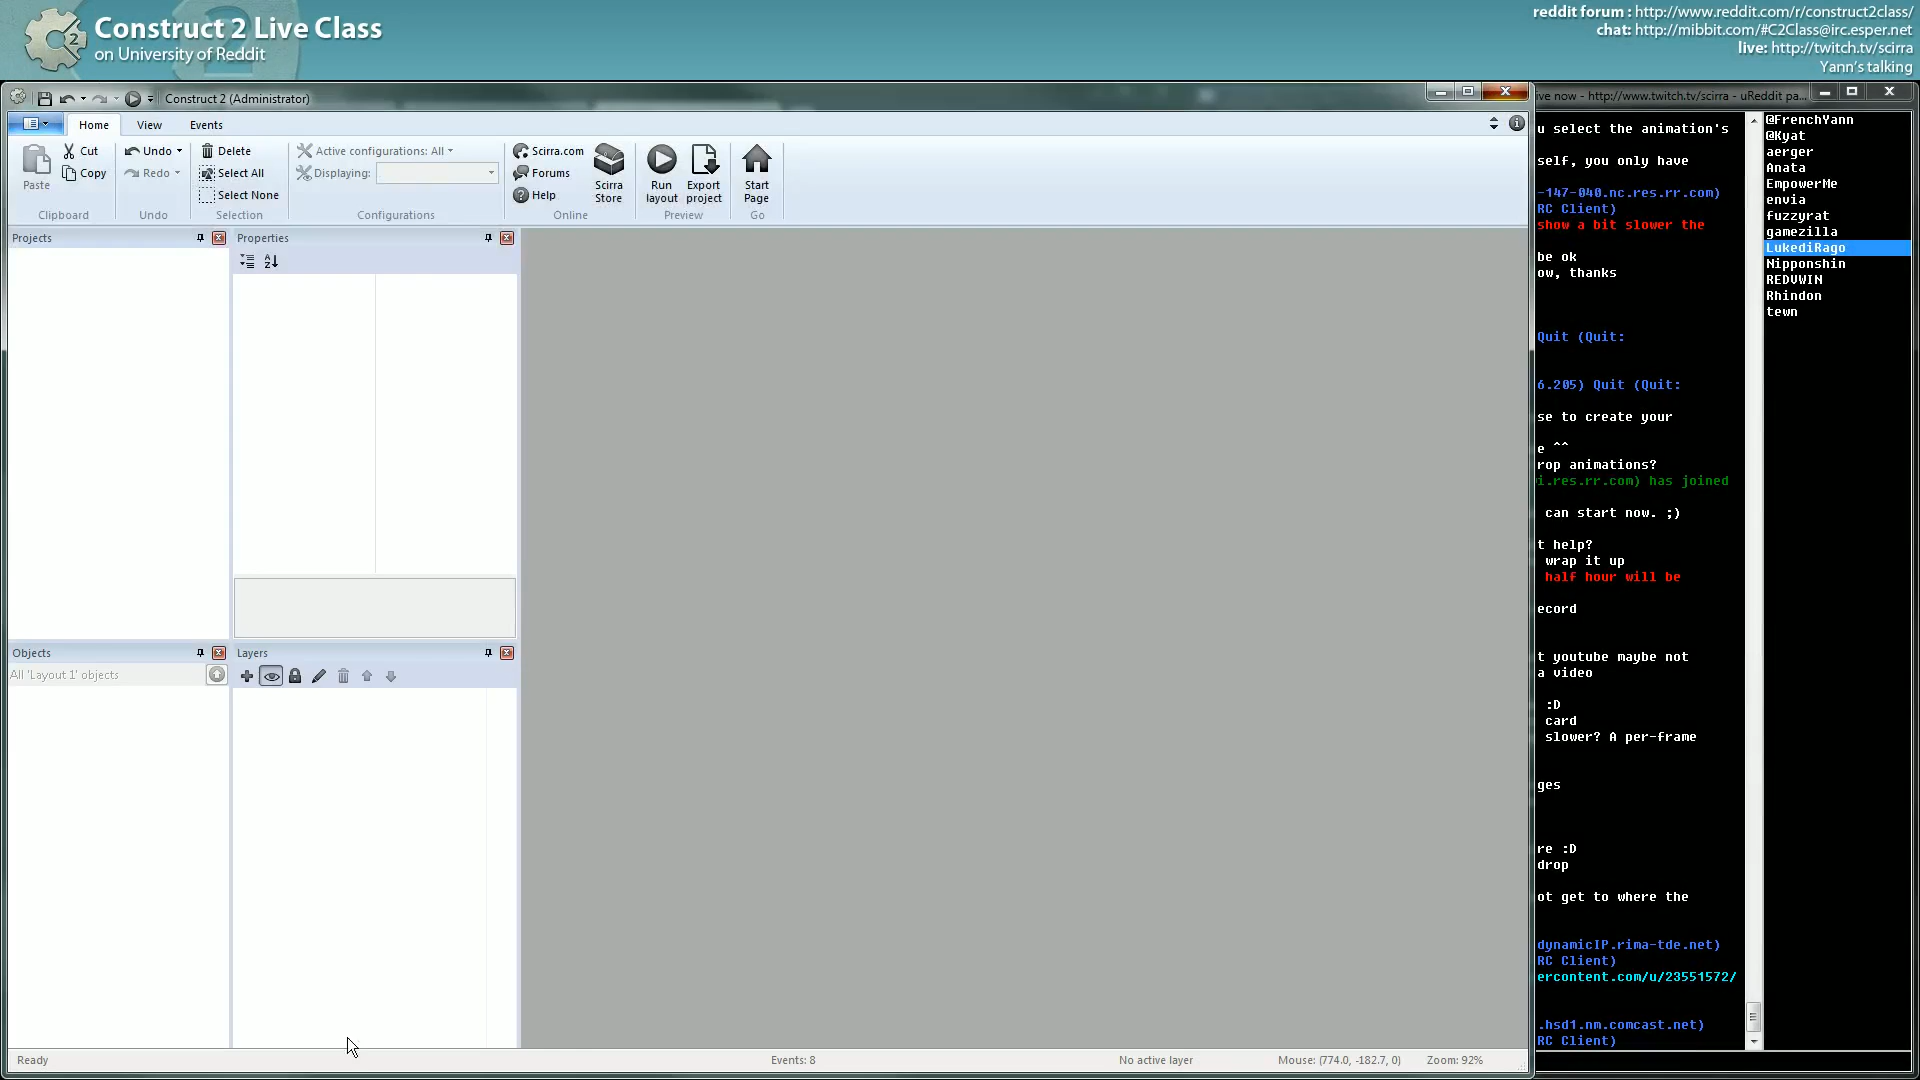 Construct 2 Live Class
on University of Reddit
reddit forum : http://www.reddit.com/r/construct2class/
chat: http://mibbit.com/#C2Class@irc.esper.net
live: http://twitch.tv/scirra
Yann's talking
Construct 2 (Administrator)
Home View Events
Paste
Cut
Copy
Clipboard
Undo
Redo
Undo
Delete
Select All
Select None
Selection
Active configurations: All
Displaying:
Configurations
Scirra.com
Forums
Help
Scirra
Store
Online
Run
layout
Export
project
Preview
Start
Page
Go
Projects
Properties
Objects
All 'Layout 1' objects
Layers
Ready
Events: 8
No active layer
Mouse: (774.0, -182.7, 0)
Zoom: 92%
ive now - http://www.twitch.tv/scirra - uReddit pa...
u select the animation's
self, you only have
-147-040.nc.res.rr.com)
RC Client)
show a bit slower the
be ok
ow, thanks
Quit (Quit:
6.205) Quit (Quit:
se to create your
e ^^
rop animations?
i.res.rr.com) has joined
can start now. ;)
t help?
wrap it up
half hour will be
ecord
t youtube maybe not
a video
:D
card
slower? A per-frame
ges
re :D
drop
ot get to where the
dynamicIP.rima-tde.net)
RC Client)
ercontent.com/u/23551572/
.hsd1.nm.comcast.net)
RC Client)
@FrenchYann
@Kyat
aerger
Anata
EmpowerMe
envia
fuzzyrat
gamezilla
LukediRago
Nipponshin
REDVWIN
Rhindon
tewn